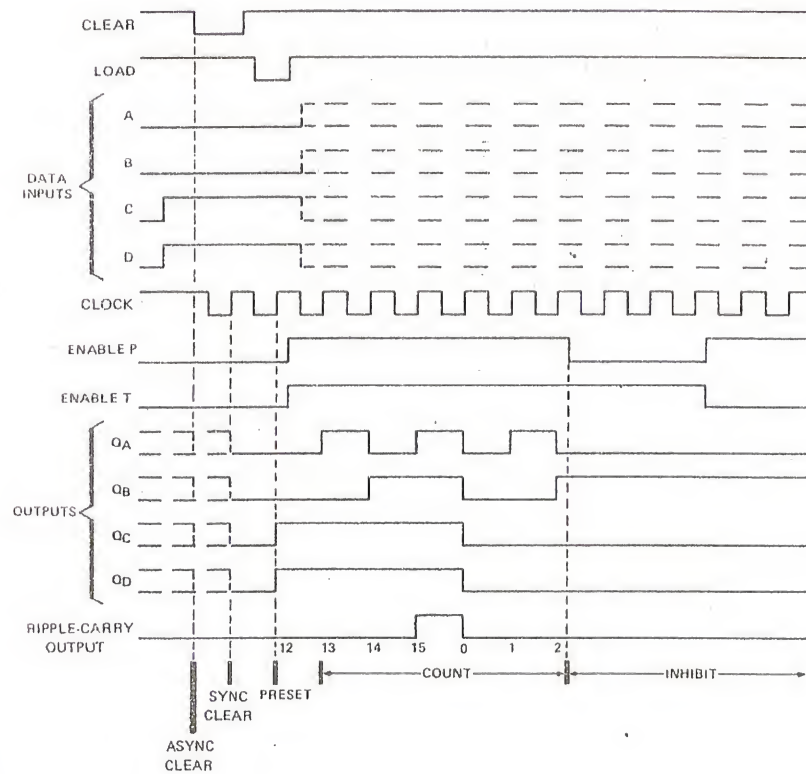 CLEAR
LOAD
A
B
DATA
INPUTS
C
D
CLOCK
ENABLE P
ENABLE T
QA
QB
OUTPUTS
QC
QD
RIPPLE-CARRY
OUTPUT
12 13 14 15 0 1 2
SYNC PRESET COUNT INHIBIT
CLEAR
ASYNC
CLEAR